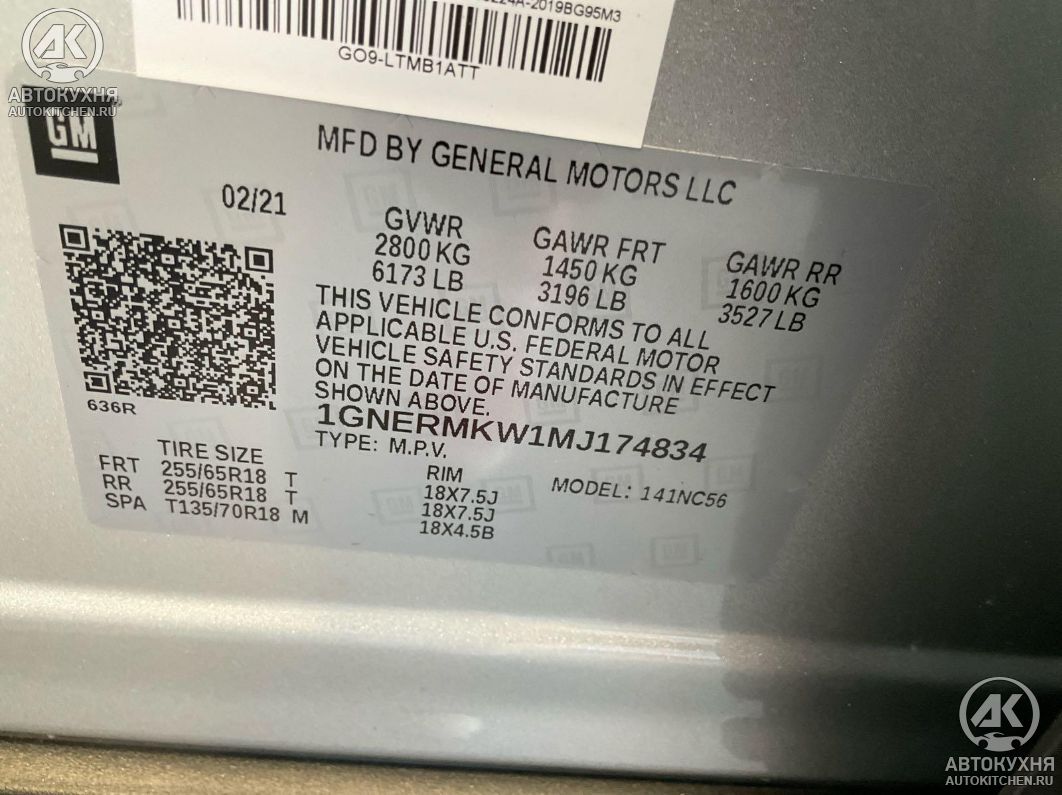 2019BG95M3
GO9-LTMB1ATT
АВТОКУХНЯ
AUTOKITCHEN.RU
GM
MFD BY GENERAL MOTORS LLC
02/21
GVWR GAWR FRT GAWR RR
2800 KG 1450 KG 1600 KG
6173 LB 3196 LB 3527 LB
THIS VEHICLE CONFORMS TO ALL
APPLICABLE U.S. FEDERAL MOTOR
VEHICLE SAFETY STANDARDS IN EFFECT
ON THE DATE OF MANUFACTURE
SHOWN ABOVE.
636R
1GNERMKW1MJ174834
TYPE: M.P.V.
MODEL: 141NC56
TIRE SIZE RIM
FRT 255/65R18 T 18X7.5J
RR 255/65R18 T 18X7.5J
SPA T135/70R18 M 18X4.5B
АК
АВТОКУХНЯ
AUTOKITCHEN.RU